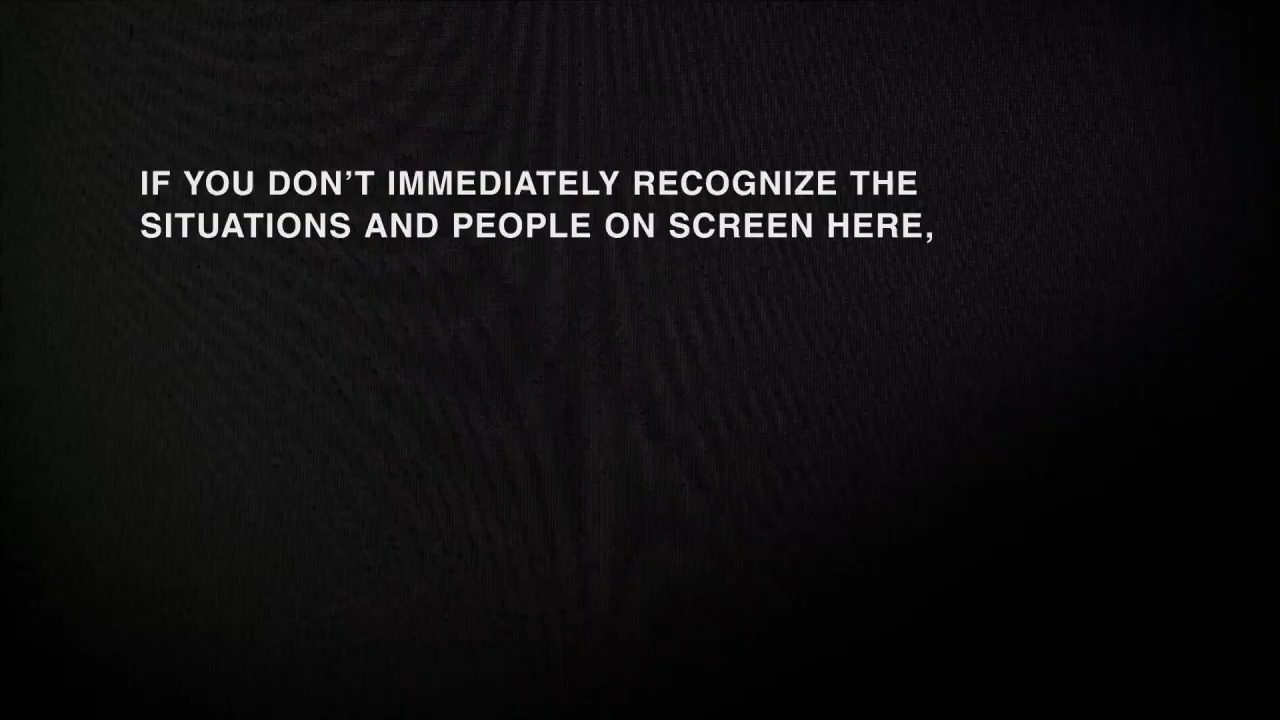 IF YOU DON’T IMMEDIATELY RECOGNIZE THE
SITUATIONS AND PEOPLE ON SCREEN HERE,